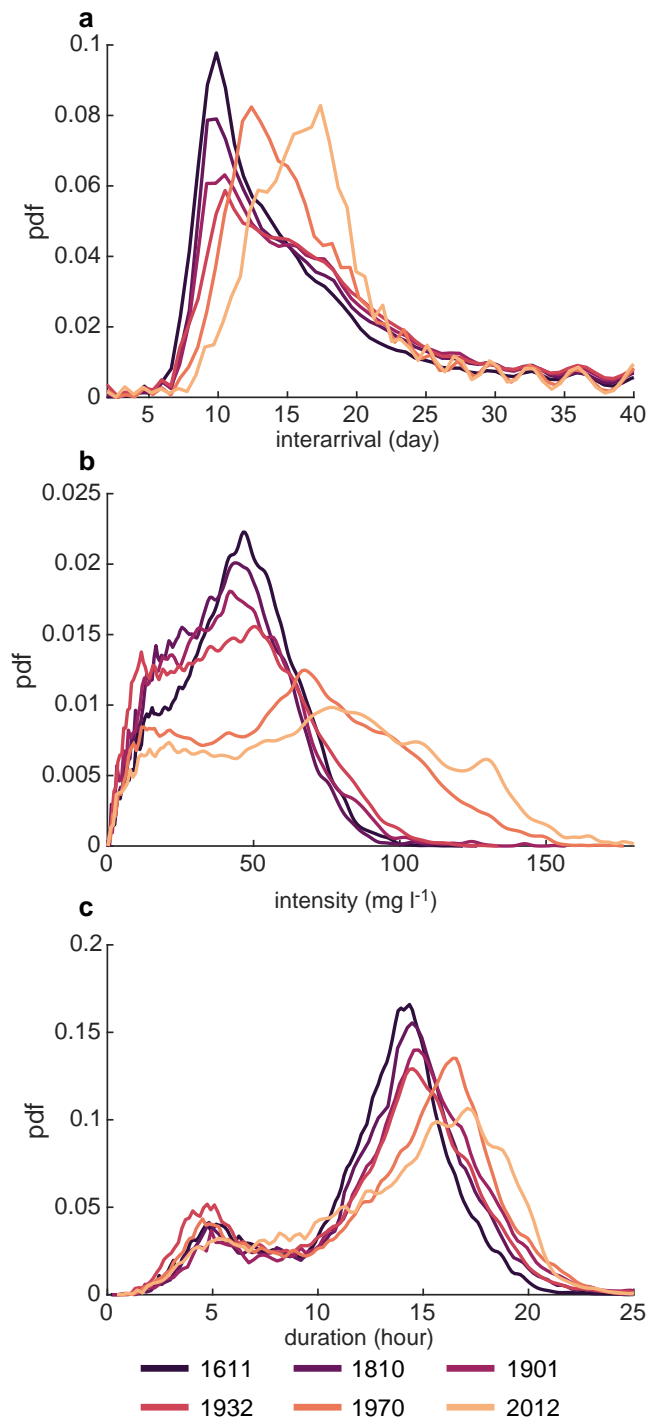 a
0.1
0.08
0.06
0.04
0.02
0
pdf
5 10 15 20 25 30 35 40
interarrival (day)
b
0.025
0.02
0.015
0.01
0.005
0
pdf
0 50 100 150
intensity (mg l-1)
c
0.2
0.15
0.1
0.05
0
pdf
0 5 10 15 20 25
duration (hour)
1611 1810 1901
1932 1970 2012